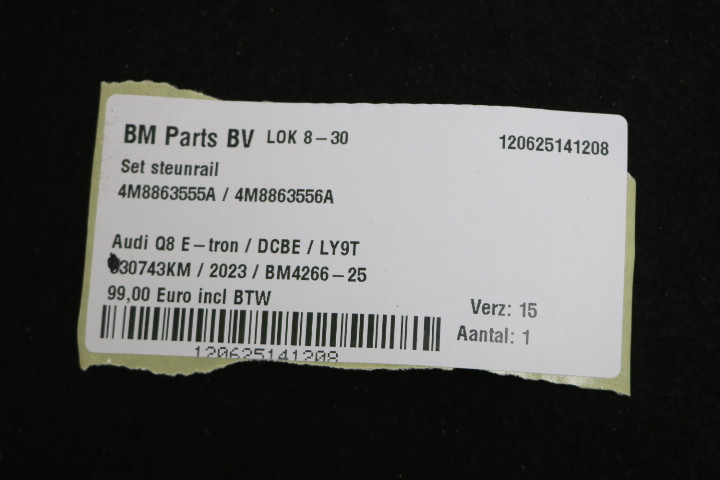 BM Parts BV LOK 8-30 120625141208
Set steunrail
4M8863555A / 4M8863556A
Audi Q8 E-tron / DCBE / LY9T
030743KM / 2023 / BM4266-25
99,00 Euro incl BTW
Verz: 15
Aantal: 1
120625141208